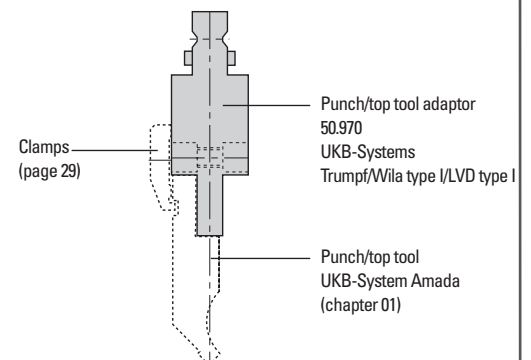 Clamps
(page 29)
Punch/top tool adaptor
50.970
UKB-Systems
Trumpf/Wila type I/LVD type I
Punch/top tool
UKB-System Amada
(chapter 01)